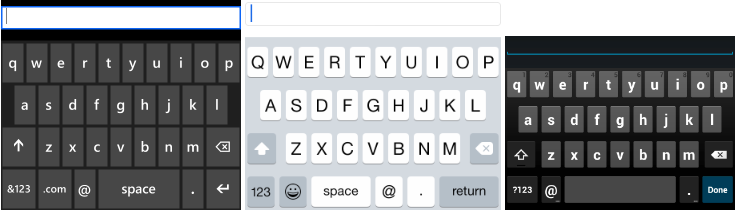 q w e r t y u i o p
a s d f g h j k l
z x c v b n m
&123 .com @ space .
Q W E R T Y U I O P
A S D F G H J K L
Z X C V B N M
123 space @ . return
q w e r t y u i o p
a s d f g h j k l
z x c v b n m
?123 @ . Done